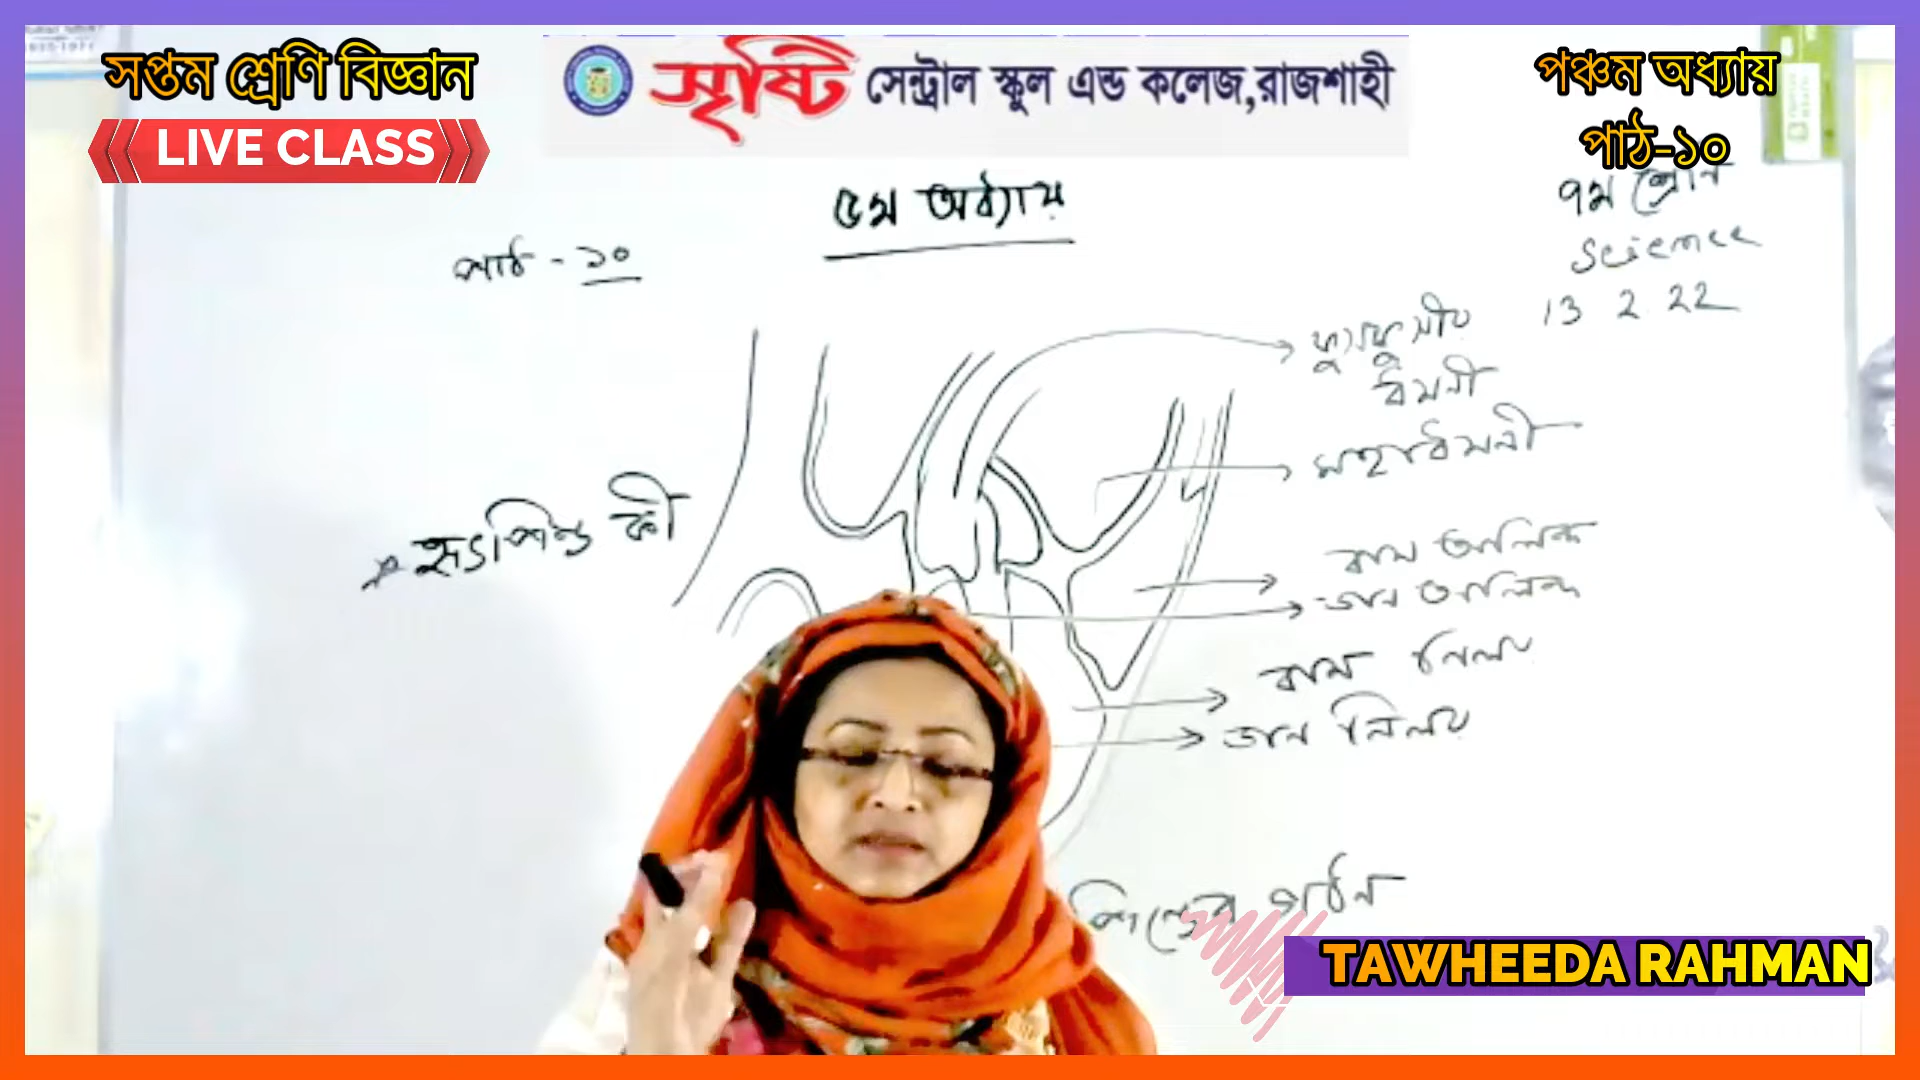 সপ্তম শ্রেণি বিজ্ঞান
LIVE CLASS
সৃষ্টি সেন্ট্রাল স্কুল এন্ড কলেজ,রাজশাহী
পঞ্চম অধ্যায়
পাঠ-১০
৫ম অধ্যায়
৭ম শ্রেণি
Science
13 2.22
পাঠ - ১০
ফুসফুসীয়
ধমনী
মহাধমনী
হৃৎপিন্ড কী
বাম অলিন্দ
ডান অলিন্দ
বাম নিলয়
ডান নিলয়
পিন্ডের গঠন
TAWHEEDA RAHMAN